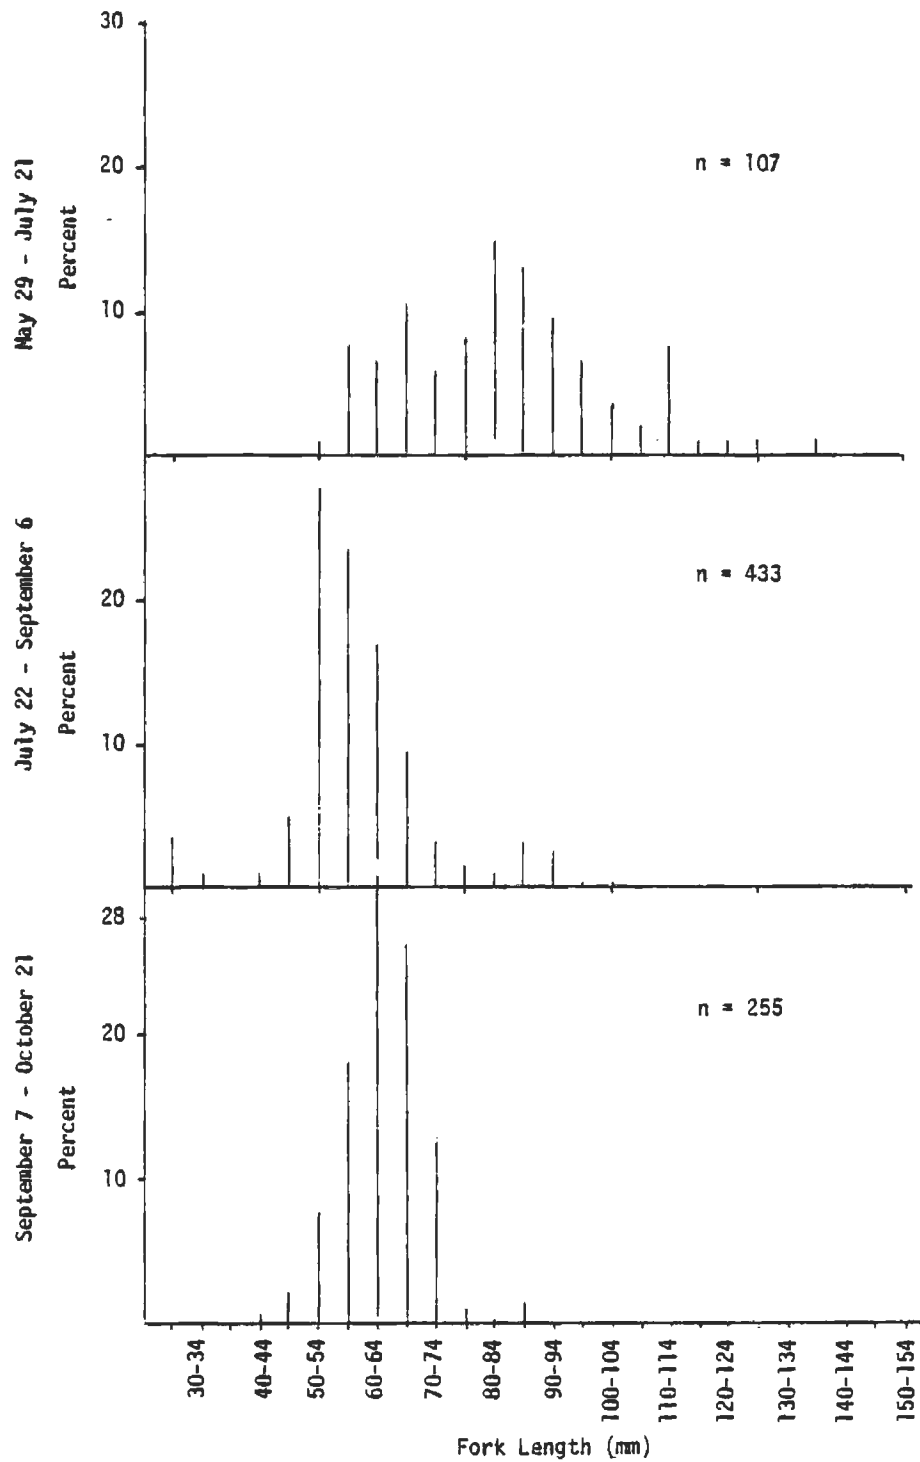 30
20
10
May 29 - July 21
Percent
n = 107
20
10
July 22 - September 6
Percent
n = 433
28
20
10
September 7 - October 21
Percent
n = 255
30-34
40-44
50-54
60-64
70-74
80-84
90-94
100-104
110-114
120-124
130-134
140-144
150-154
Fork Length (mm)